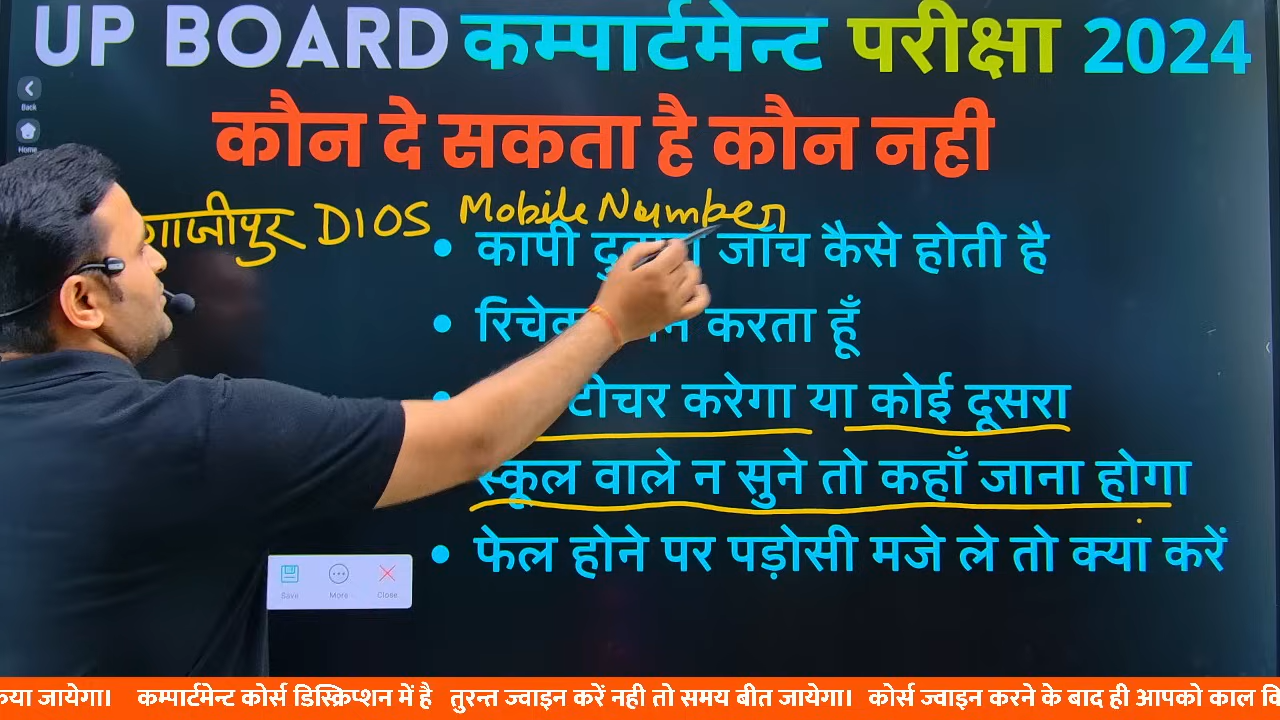 UP BOARD कम्पार्टमेन्ट परीक्षा 2024
कौन दे सकता है कौन नही
Back
Home
गाजीपुर DIOS Mobile Number
• कापी जाँच कैसे होती है
• करता हूँ
• टीचर करेगा या कोई दूसरा
स्कूल वाले न सुने तो कहाँ जाना होगा
• फेल होने पर पड़ोसी मजे ले तो क्या करें
Save More Close
जायेगा। कम्पार्टमेन्ट कोर्स डिस्क्रिप्शन में है तुरन्त ज्वाइन करें नही तो समय बीत जायेगा। कोर्स ज्वाइन करने के बाद ही आपको काल